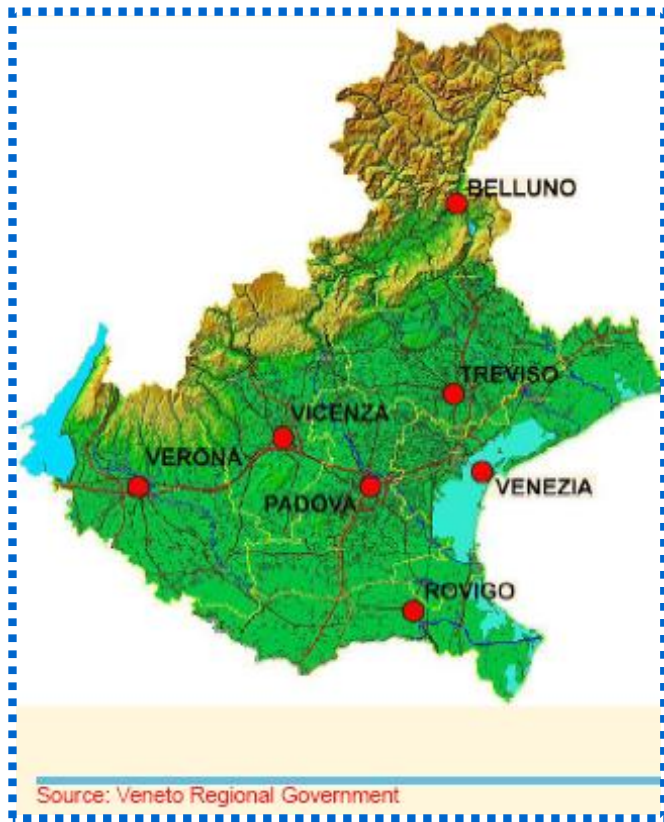 BELLUNO
TREVISO
VICENZA
VERONA
PADOVA
VENEZIA
ROVIGO
Source: Veneto Regional Government